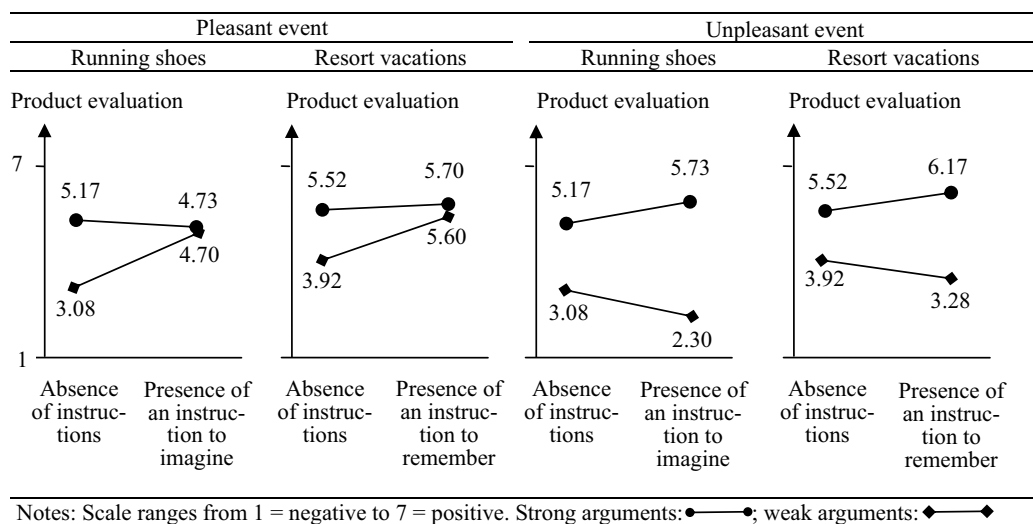 Pleasant event Unpleasant event
Running shoes Resort vacations Running shoes Resort vacations
Product evaluation Product evaluation Product evaluation Product evaluation
7
5.17 4.73 5.52 5.70 5.17 5.73 5.52 6.17
3.08 4.70 3.92 5.60 3.08 2.30 3.92 3.28
1
Absence Presence of Absence Presence of Absence Presence of Absence Presence of
of instruc- an instruc- of instruc- an instruc- of instruc- an instruc- of instruc- an instruc-
tions tion to tions tion to tions tion to tions tion to
imagine remember imagine remember
Notes: Scale ranges from 1 = negative to 7 = positive. Strong arguments: ; weak arguments: